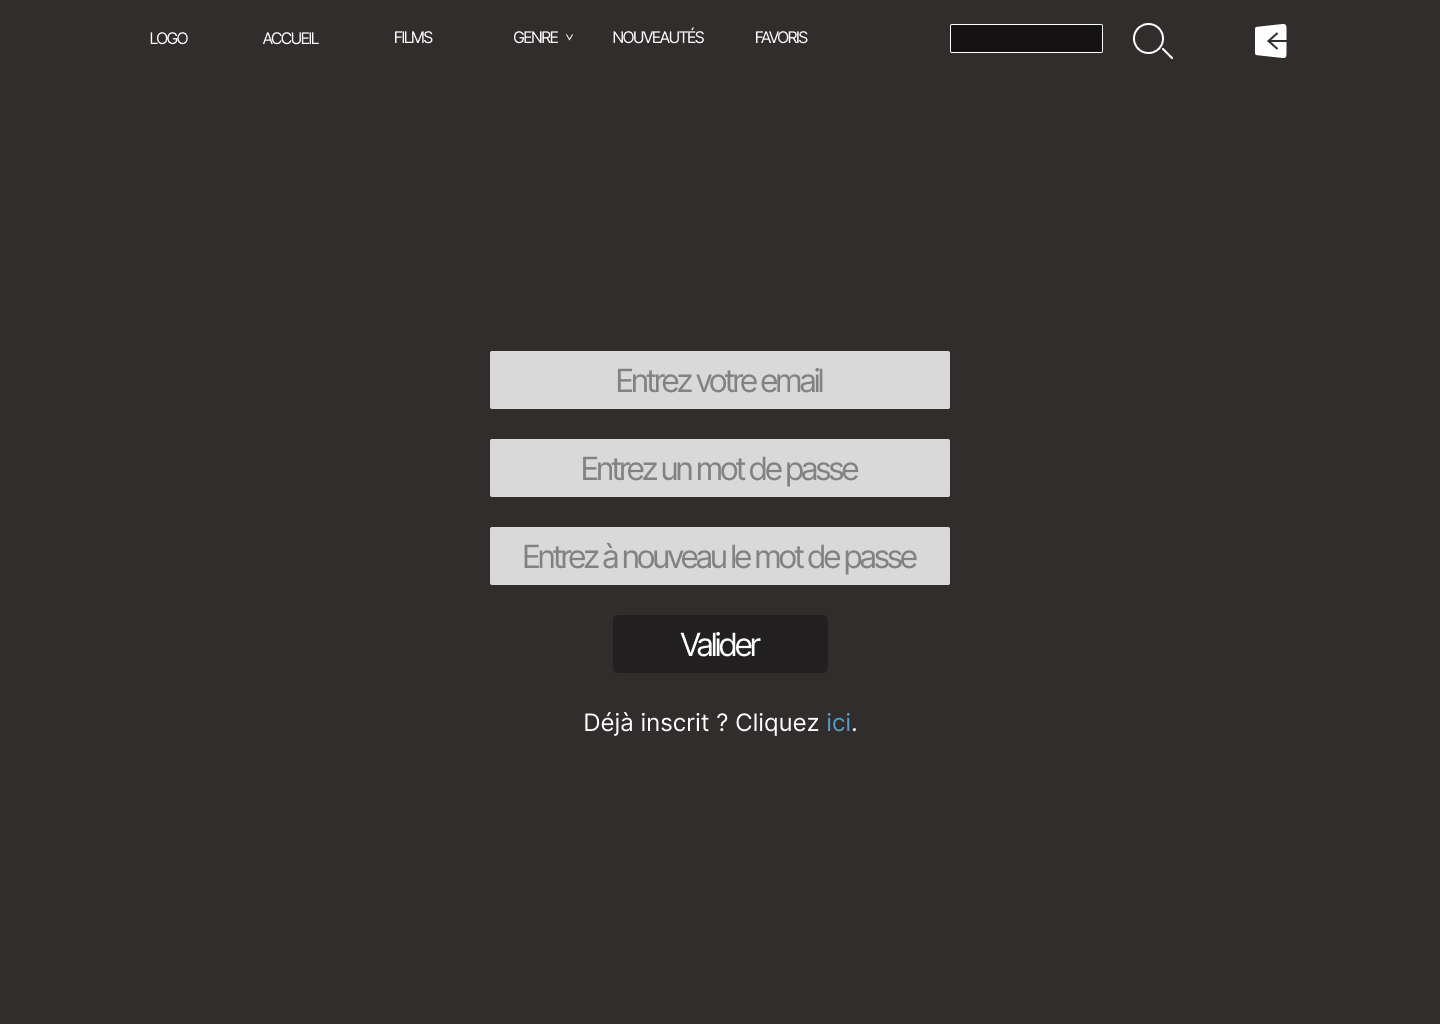 LOGO ACCUEIL FILMS GENRE NOUVEAUTÉS FAVORIS
Entrez votre email
Entrez un mot de passe
Entrez à nouveau le mot de passe
Valider
Déjà inscrit ? Cliquez ici.